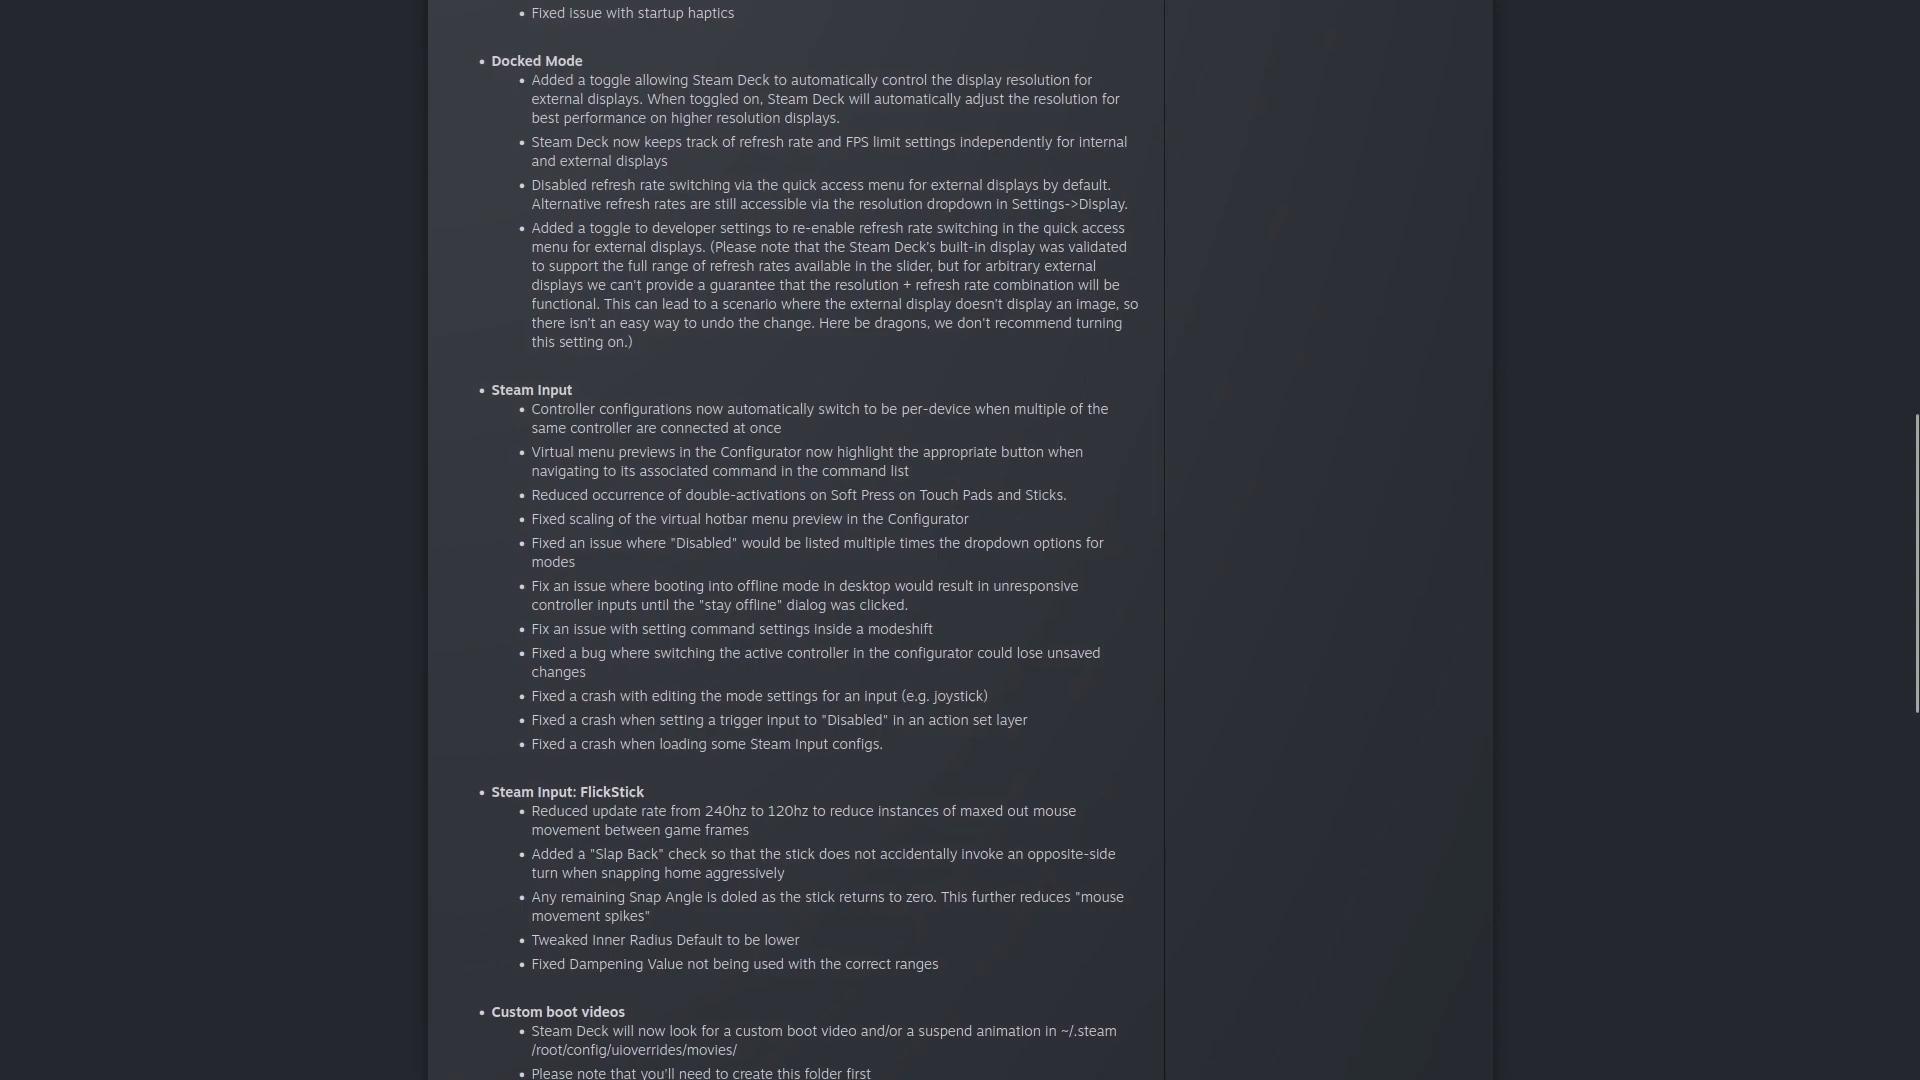 • Fixed issue with startup haptics
• Docked Mode
• Added a toggle allowing Steam Deck to automatically control the display resolution for
external displays. When toggled on, Steam Deck will automatically adjust the resolution for
best performance on higher resolution displays.
• Steam Deck now keeps track of refresh rate and FPS limit settings independently for internal
and external displays
• Disabled refresh rate switching via the quick access menu for external displays by default.
Alternative refresh rates are still accessible via the resolution dropdown in Settings->Display.
• Added a toggle to developer settings to re-enable refresh rate switching in the quick access
menu for external displays. (Please note that the Steam Deck's built-in display was validated
to support the full range of refresh rates available in the slider, but for arbitrary external
displays we can't provide a guarantee that the resolution + refresh rate combination will be
functional. This can lead to a scenario where the external display doesn't display an image, so
there isn't an easy way to undo the change. Here be dragons, we don't recommend turning
this setting on.)
• Steam Input
• Controller configurations now automatically switch to be per-device when multiple of the
same controller are connected at once
• Virtual menu previews in the Configurator now highlight the appropriate button when
navigating to its associated command in the command list
• Reduced occurrence of double-activations on Soft Press on Touch Pads and Sticks.
• Fixed scaling of the virtual hotbar menu preview in the Configurator
• Fixed an issue where "Disabled" would be listed multiple times the dropdown options for
modes
• Fix an issue where booting into offline mode in desktop would result in unresponsive
controller inputs until the "stay offline" dialog was clicked.
• Fix an issue with setting command settings inside a modeshift
• Fixed a bug where switching the active controller in the configurator could lose unsaved
changes
• Fixed a crash with editing the mode settings for an input (e.g. joystick)
• Fixed a crash when setting a trigger input to "Disabled" in an action set layer
• Fixed a crash when loading some Steam Input configs.
• Steam Input: FlickStick
• Reduced update rate from 240hz to 120hz to reduce instances of maxed out mouse
movement between game frames
• Added a "Slap Back" check so that the stick does not accidentally invoke an opposite-side
turn when snapping home aggressively
• Any remaining Snap Angle is doled as the stick returns to zero. This further reduces "mouse
movement spikes"
• Tweaked Inner Radius Default to be lower
• Fixed Dampening Value not being used with the correct ranges
• Custom boot videos
• Steam Deck will now look for a custom boot video and/or a suspend animation in ~/.steam
/root/config/uioverrides/movies/
• Please note that you'll need to create this folder first